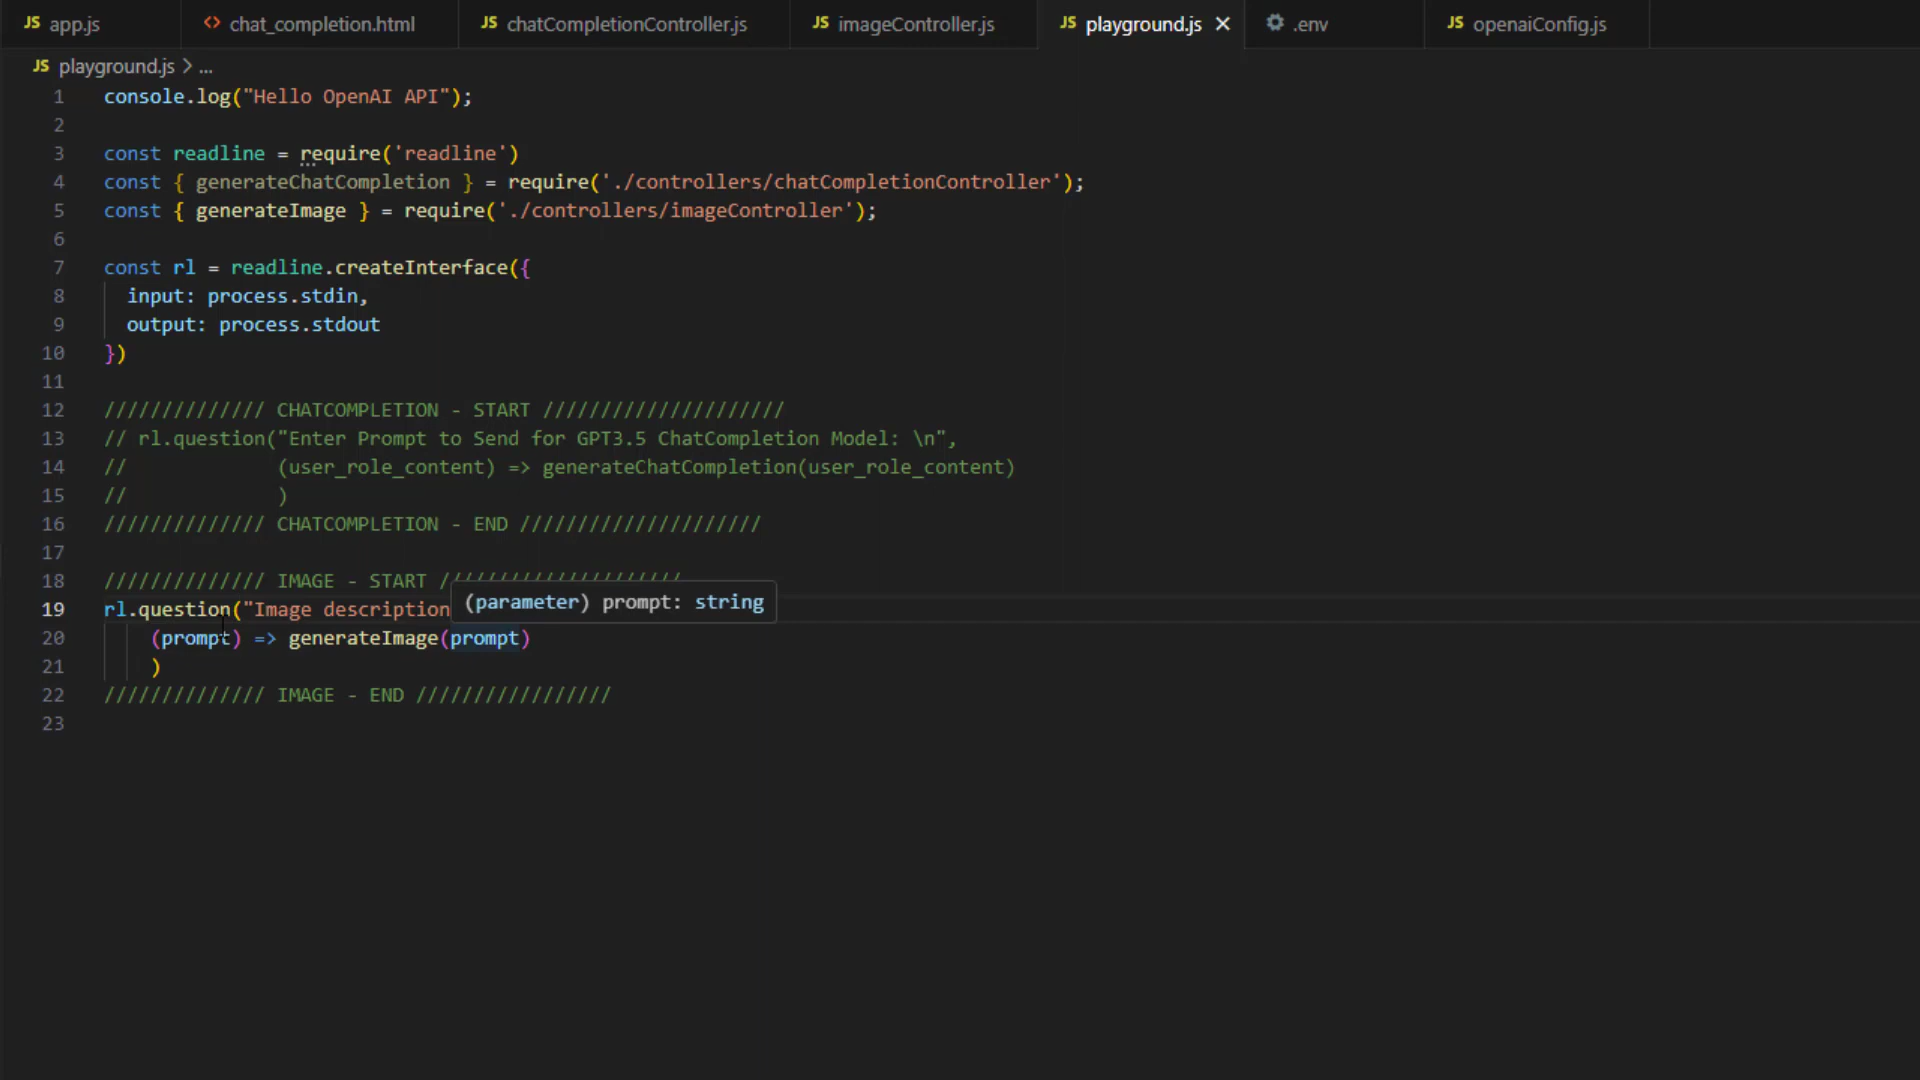 JS app.js <> chat_completion.html JS chatCompletionController.js JS imageController.js JS playground.js × .env JS openaiConfig.js
JS playground.js > ...
1 console.log("Hello OpenAI API");
2
3 const readline = require('readline')
4 const { generateChatCompletion } = require('./controllers/chatCompletionController');
5 const { generateImage } = require('./controllers/imageController');
6
7 const rl = readline.createInterface({
8 input: process.stdin,
9 output: process.stdout
10 })
11
12 ////////////// CHATCOMPLETION - START /////////////////////
13 // rl.question("Enter Prompt to Send for GPT3.5 ChatCompletion Model: \n",
14 // (user_role_content) => generateChatCompletion(user_role_content)
15 // )
16 ////////////// CHATCOMPLETION - END /////////////////////
17
18 ////////////// IMAGE - START /////////////////////
(parameter) prompt: string
19 rl.question("Image description
20 (prompt) => generateImage(prompt)
21 )
22 ////////////// IMAGE - END /////////////////
23